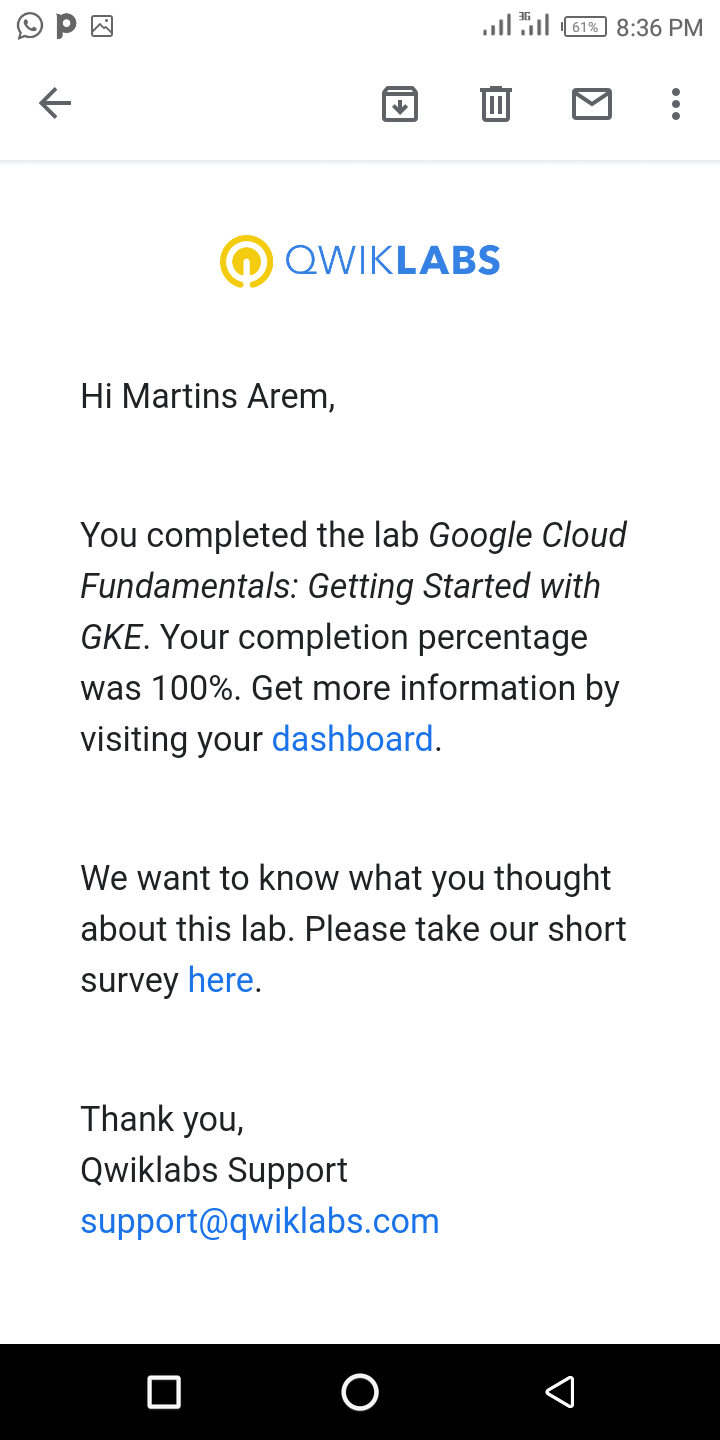 3G 61% 8:36 PM
QWIKLABS
Hi Martins Arem,
You completed the lab Google Cloud
Fundamentals: Getting Started with
GKE. Your completion percentage
was 100%. Get more information by
visiting your dashboard.
We want to know what you thought
about this lab. Please take our short
survey here.
Thank you,
Qwiklabs Support
support@qwiklabs.com